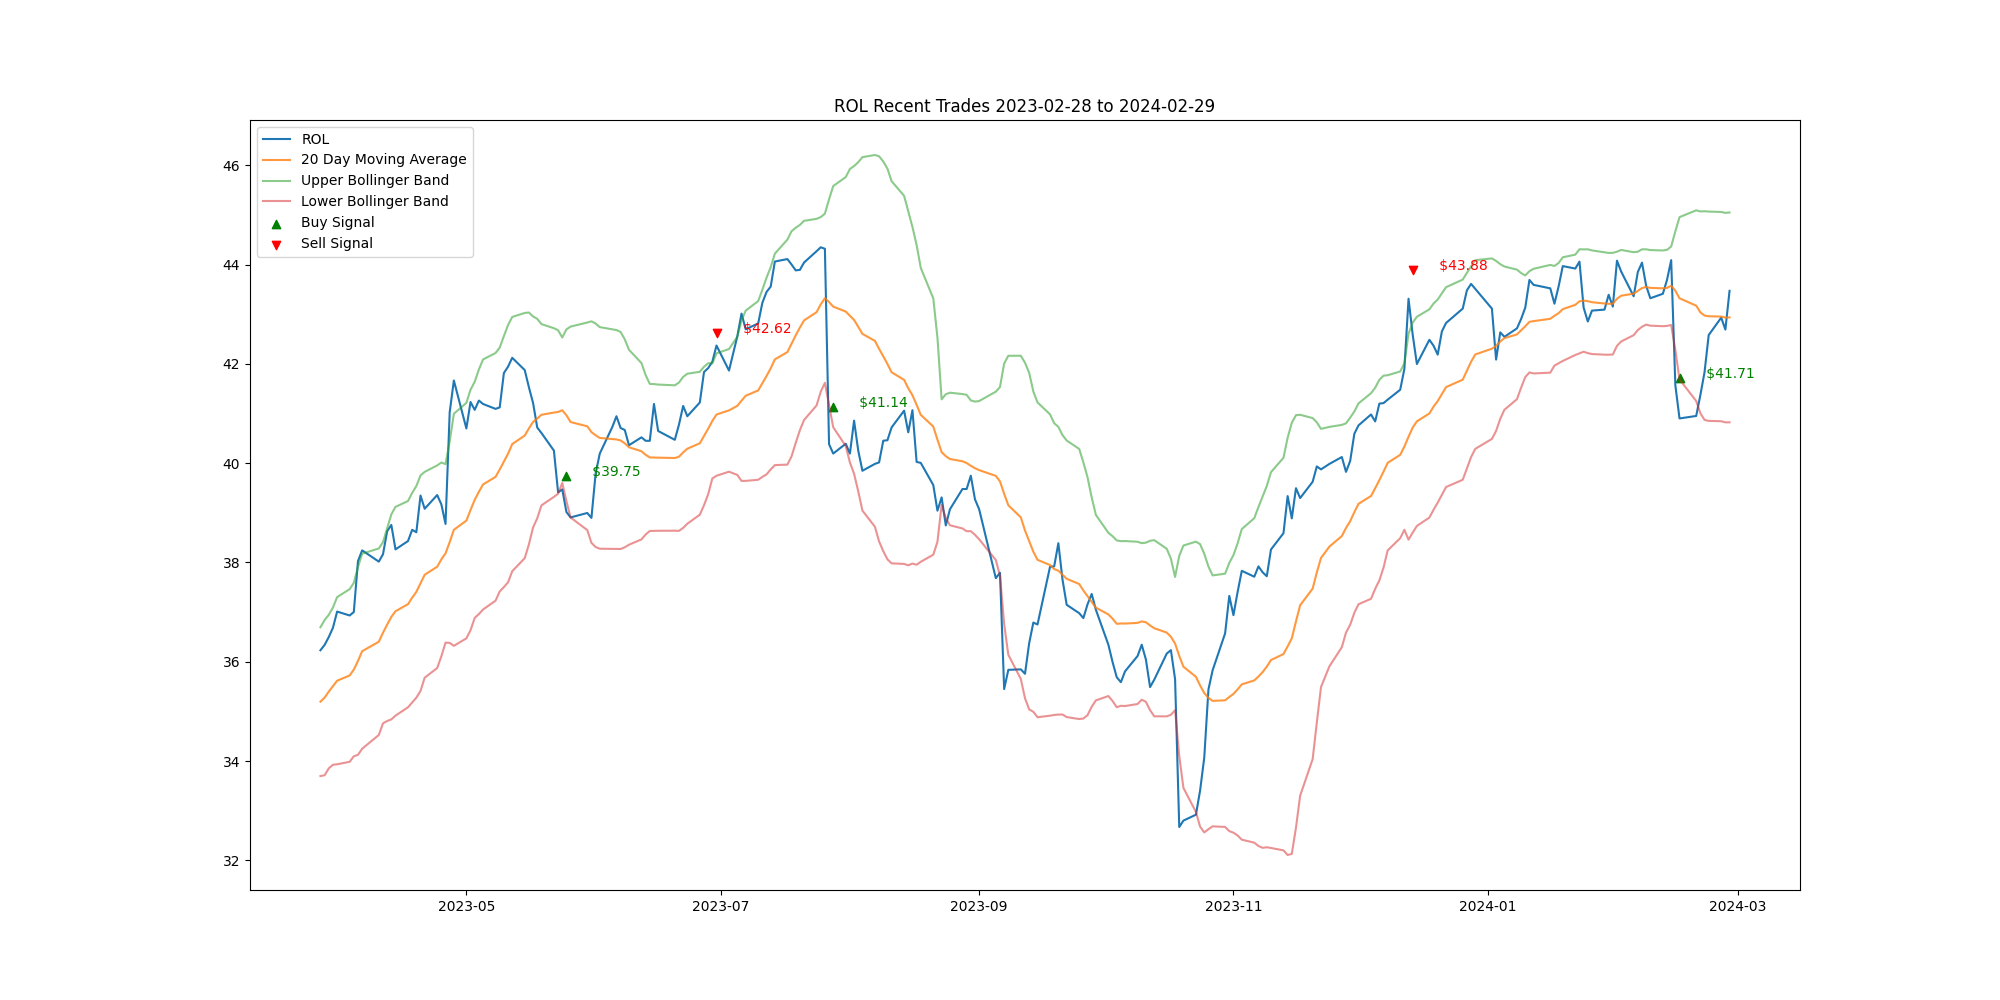 ROL Recent Trades 2023-02-28 to 2024-02-29
ROL
20 Day Moving Average
Upper Bollinger Band
Lower Bollinger Band
Buy Signal
Sell Signal
46
44
42
40
38
36
34
32
$39.75
$42.62
$41.14
$43.88
$41.71
2023-05
2023-07
2023-09
2023-11
2024-01
2024-03